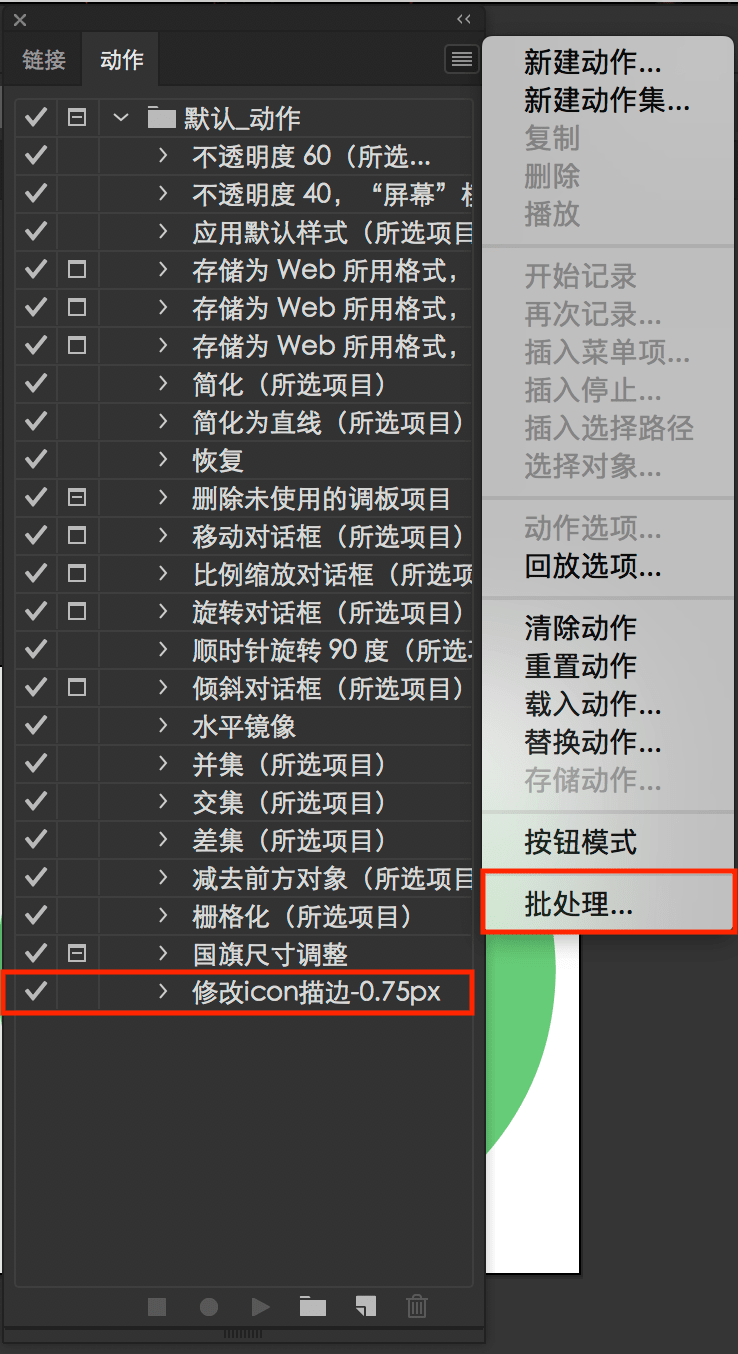 链接
动作
默认_动作
不透明度 60（所选...
不透明度 40，“屏幕”
应用默认样式（所选项目
存储为 Web 所用格式，
存储为 Web 所用格式，
存储为 Web 所用格式，
简化（所选项目）
简化为直线（所选项目）
恢复
删除未使用的调板项目
移动对话框（所选项目）
比例缩放对话框（所选项
旋转对话框（所选项目）
顺时针旋转 90 度（所选
倾斜对话框（所选项目）
水平镜像
并集（所选项目）
交集（所选项目）
差集（所选项目）
减去前方对象（所选项目
栅格化（所选项目）
国旗尺寸调整
修改icon描边-0.75px
新建动作...
新建动作集...
复制
删除
播放
开始记录
再次记录...
插入菜单项...
插入停止...
插入选择路径
选择对象...
动作选项...
回放选项...
清除动作
重置动作
载入动作...
替换动作...
存储动作...
按钮模式
批处理...